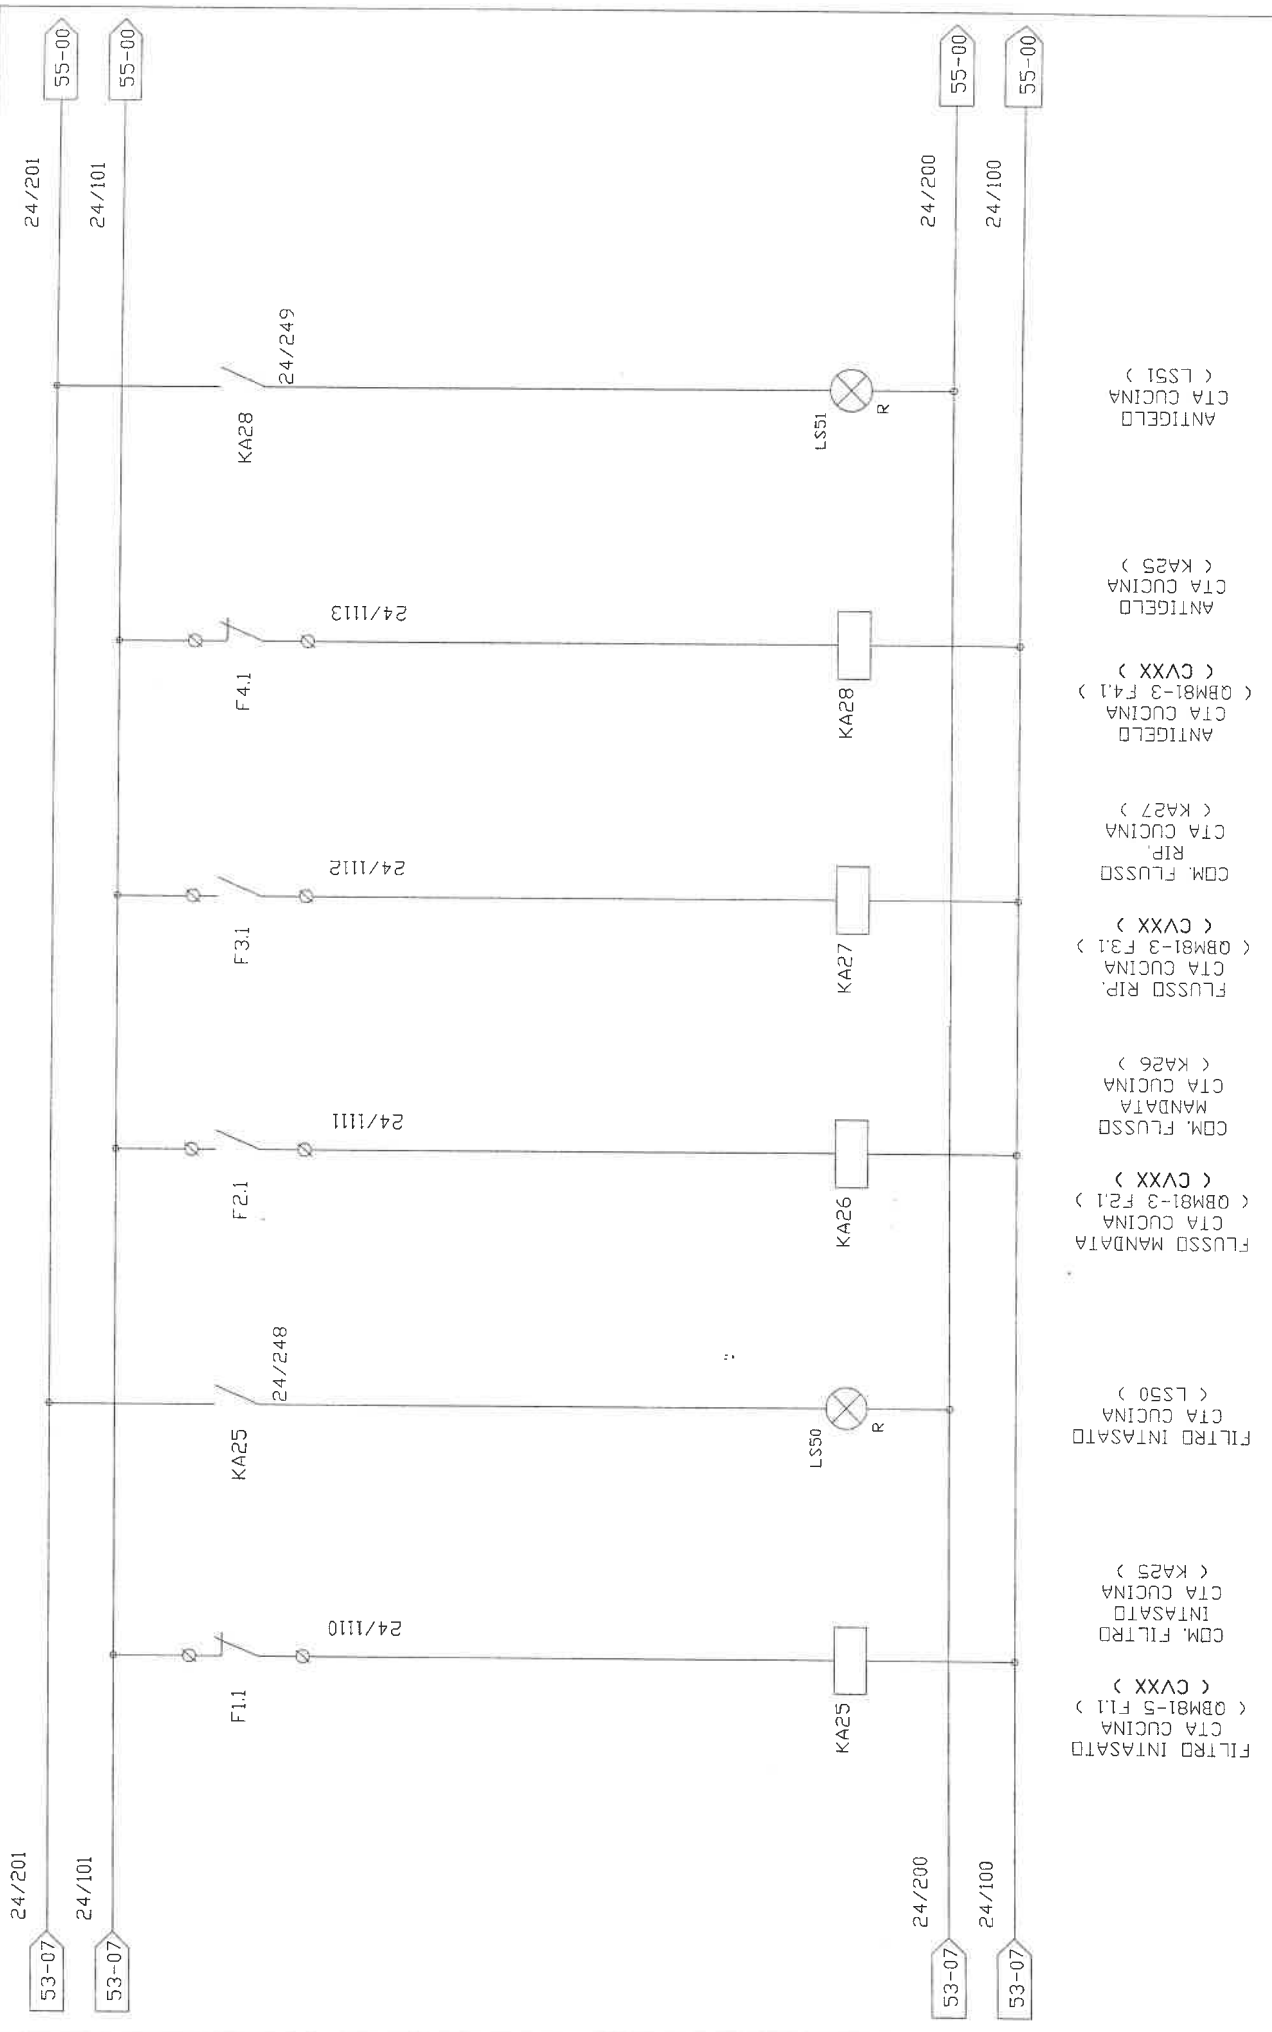 53-07
24/201
24/201
55-00
53-07
24/101
24/101
55-00
F1.1
24/1110
KA25
24/248
F2.1
24/1111
F3.1
24/1112
F4.1
24/1113
KA28
24/249
KA25
LS50
R
KA26
KA27
KA28
LS51
R
53-07
24/200
24/200
55-00
53-07
24/100
24/100
55-00
FILTRO INTASATO
CTA CUCINA
( QBM81-5 F1.1 )
( CVXX )
COM. FILTRO
INTASATO
CTA CUCINA
( KA25 )
FILTRO INTASATO
CTA CUCINA
( LS50 )
FLUSSO MANDATA
CTA CUCINA
( QBM81-3 F2.1 )
( CVXX )
COM. FLUSSO
MANDATA
CTA CUCINA
( KA26 )
FLUSSO RIP.
CTA CUCINA
( QBM81-3 F3.1 )
( CVXX )
COM. FLUSSO
RIP.
CTA CUCINA
( KA27 )
ANTIGELO
CTA CUCINA
( QBM81-3 F4.1 )
( CVXX )
ANTIGELO
CTA CUCINA
( KA25 )
ANTIGELO
CTA CUCINA
( LS51 )